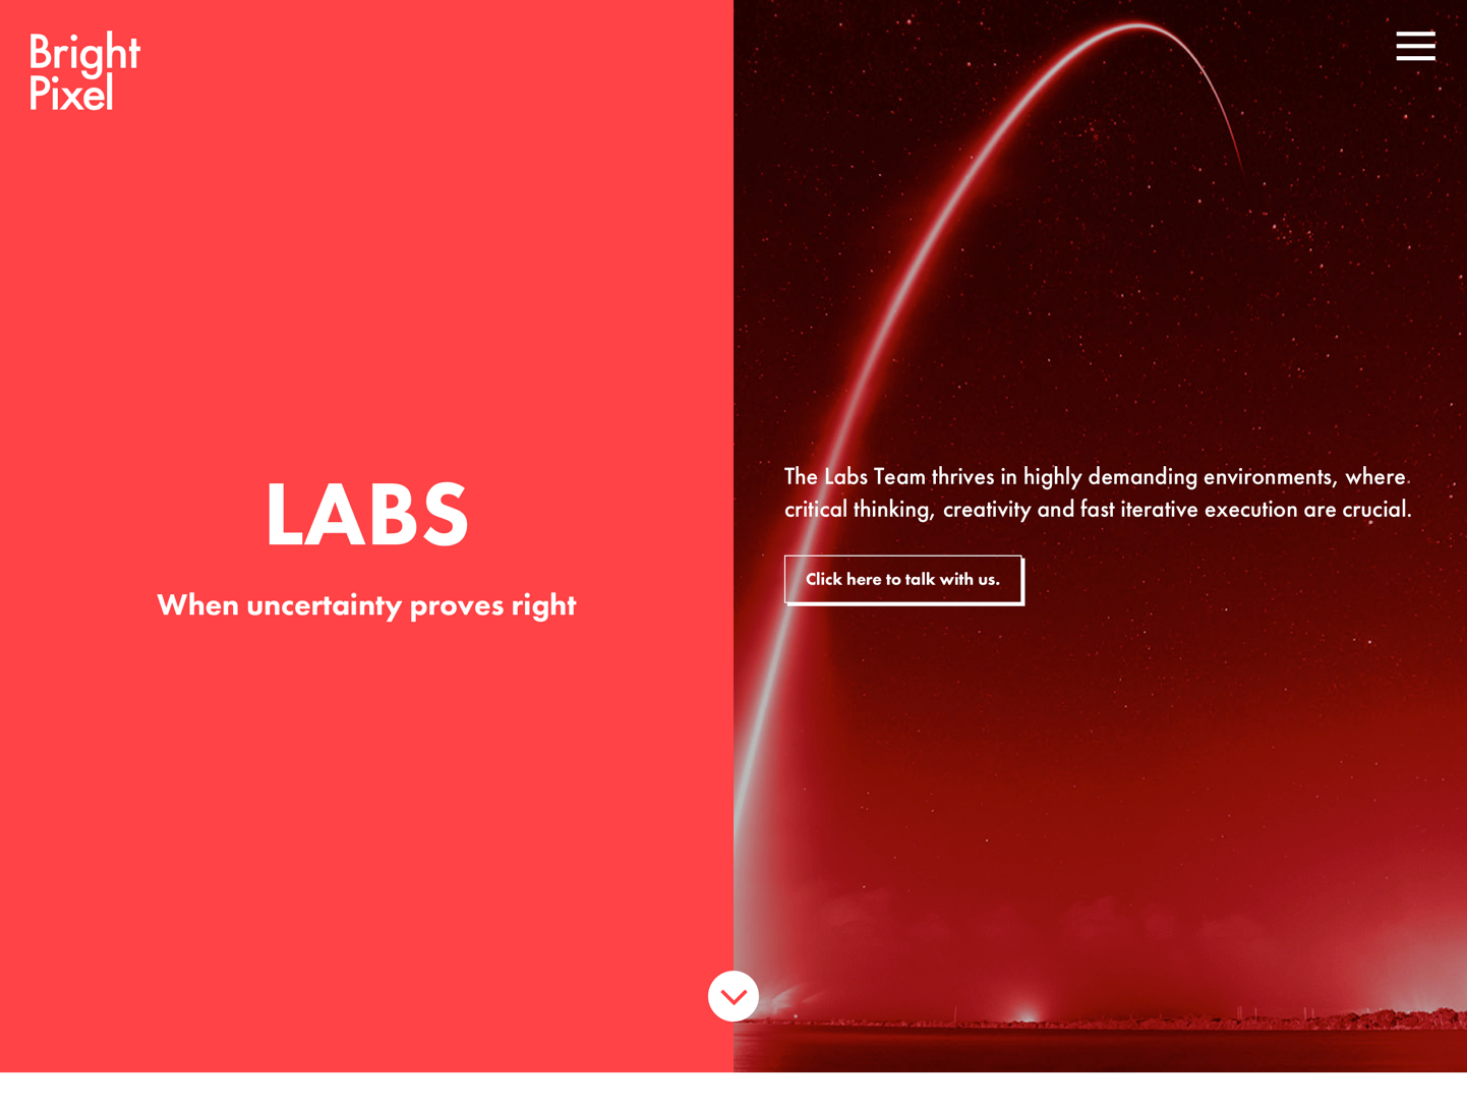 Bright
Pixel
LABS
When uncertainty proves right
The Labs Team thrives in highly demanding environments, where
critical thinking, creativity and fast iterative execution are crucial.
Click here to talk with us.